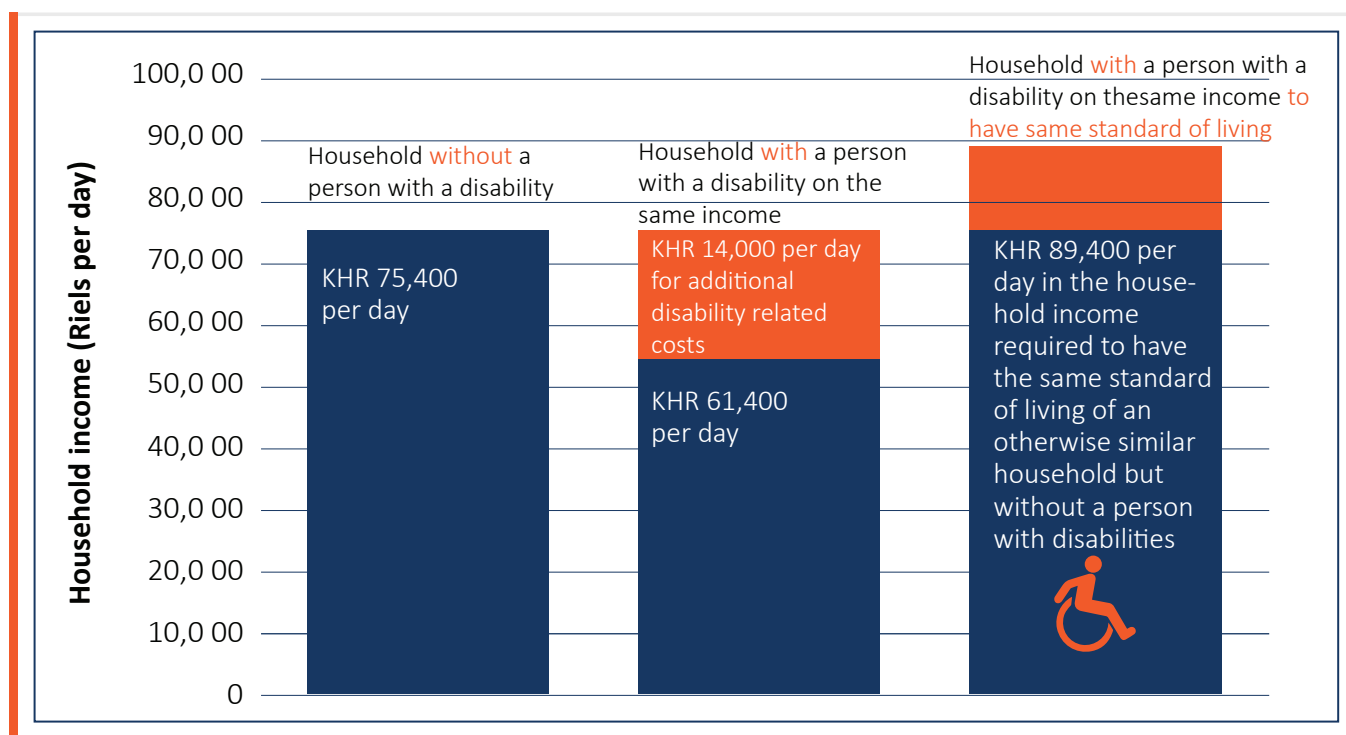 Household income (Riels per day)
100,0 00
90,0 00
80,0 00
70,0 00
60,0 00
50,0 00
40,0 00
30,0 00
20,0 00
10,0 00
0
Household without a
person with a disability
KHR 75,400
per day
Household with a person
with a disability on the
same income
KHR 14,000 per day
for additional
disability related
costs
KHR 61,400
per day
Household with a person with a
disability on thesame income to
have same standard of living
KHR 89,400 per
day in the house-
hold income
required to have
the same standard
of living of an
otherwise similar
household but
without a person
with disabilities